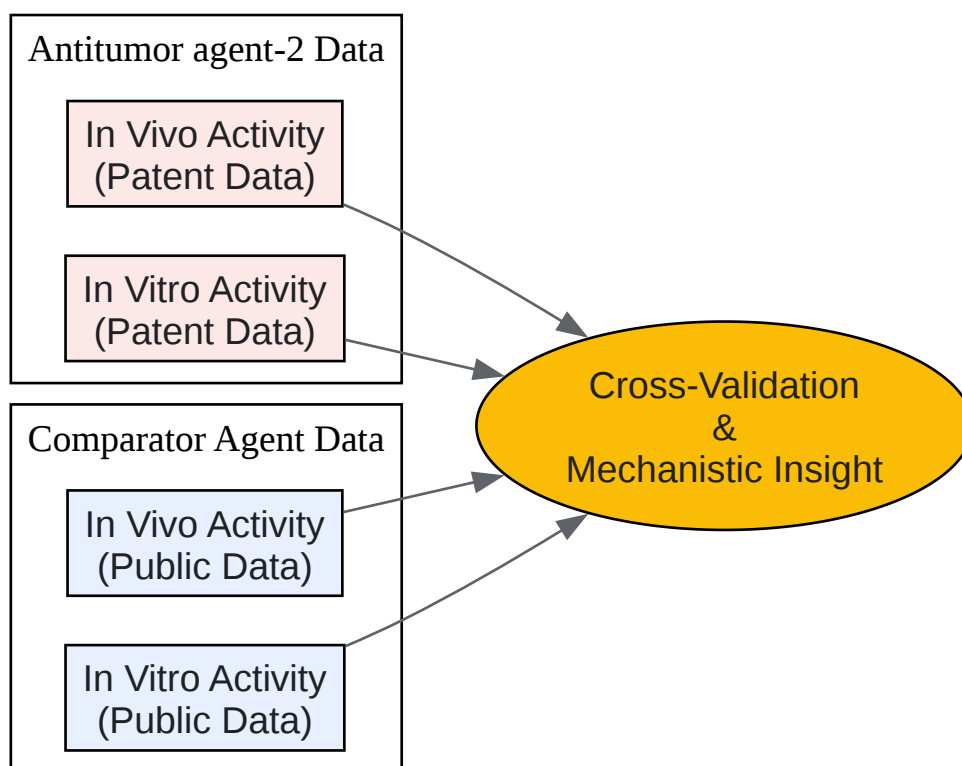 Antitumor agent-2 Data
In Vivo Activity
(Patent Data)
In Vitro Activity
(Patent Data)
Comparator Agent Data
In Vivo Activity
(Public Data)
In Vitro Activity
(Public Data)
Cross-Validation
&
Mechanistic Insight